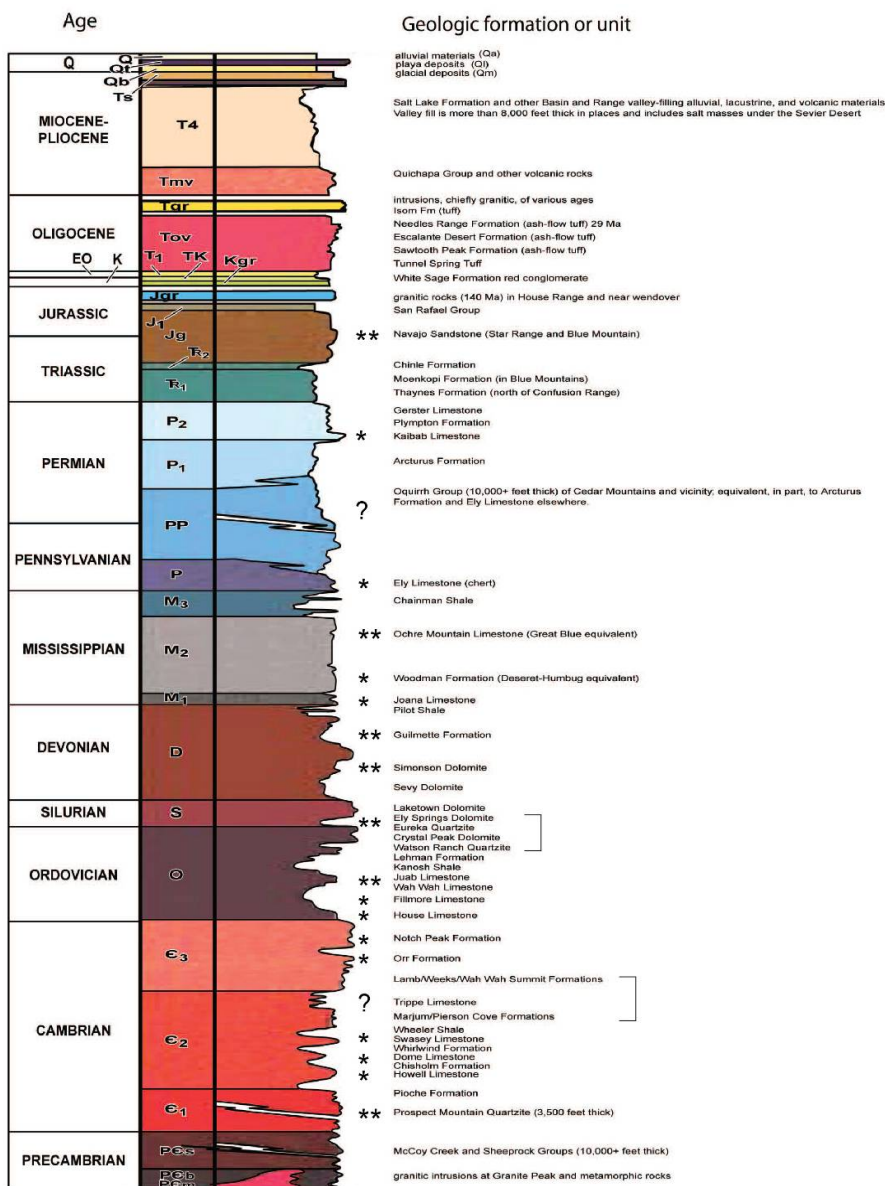 Age
Geologic formation or unit
Q
Q
Qf
Qb
Ts
alluvial materials (Qa)
playa deposits (Ql)
glacial deposits (Qm)
MIOCENE-
PLIOCENE
T4
Salt Lake Formation and other Basin and Range valley-filling alluvial, lacustrine, and volcanic materials
Valley fill is more than 8,000 feet thick in places and includes salt masses under the Sevier Desert
Tmv
Quichapa Group and other volcanic rocks
OLIGOCENE
Tgr
intrusions, chiefly granitic, of various ages
Isom Fm (tuff)
Tov
Needles Range Formation (ash-flow tuff) 29 Ma
Escalante Desert Formation (ash-flow tuff)
Sawtooth Peak Formation (ash-flow tuff)
Tunnel Spring Tuff
EO K T1 TK Kgr
White Sage Formation red conglomerate
JURASSIC
Jgr
granitic rocks (140 Ma) in House Range and near wendover
J1
San Rafael Group
Jg
** Navajo Sandstone (Star Range and Blue Mountain)
TRIASSIC
TR2
Chinle Formation
TR1
Moenkopi Formation (in Blue Mountains)
Thaynes Formation (north of Confusion Range)
PERMIAN
P2
Gerster Limestone
Plympton Formation
* Kaibab Limestone
P1
Arcturus Formation
PP
? Oquirrh Group (10,000+ feet thick) of Cedar Mountains and vicinity; equivalent, in part, to Arcturus
Formation and Ely Limestone elsewhere.
PENNSYLVANIAN
P
* Ely Limestone (chert)
M3
Chainman Shale
MISSISSIPPIAN
M2
** Ochre Mountain Limestone (Great Blue equivalent)
* Woodman Formation (Deseret-Humbug equivalent)
M1
* Joana Limestone
Pilot Shale
DEVONIAN
D
** Guilmette Formation
** Simonson Dolomite
Sevy Dolomite
SILURIAN
S
Laketown Dolomite
Ely Springs Dolomite
** Eureka Quartzite
Crystal Peak Dolomite
Watson Ranch Quartzite
ORDOVICIAN
O
Lehman Formation
Kanosh Shale
** Juab Limestone
Wah Wah Limestone
* Fillmore Limestone
* House Limestone
CAMBRIAN
Є3
* Notch Peak Formation
* Orr Formation
Lamb/Weeks/Wah Wah Summit Formations
Є2
? Trippe Limestone
Marjum/Pierson Cove Formations
Wheeler Shale
* Swasey Limestone
Whirlwind Formation
* Dome Limestone
Chisholm Formation
* Howell Limestone
Є1
Pioche Formation
** Prospect Mountain Quartzite (3,500 feet thick)
PRECAMBRIAN
PЄs
McCoy Creek and Sheeprock Groups (10,000+ feet thick)
PЄb
PЄm
granitic intrusions at Granite Peak and metamorphic rocks